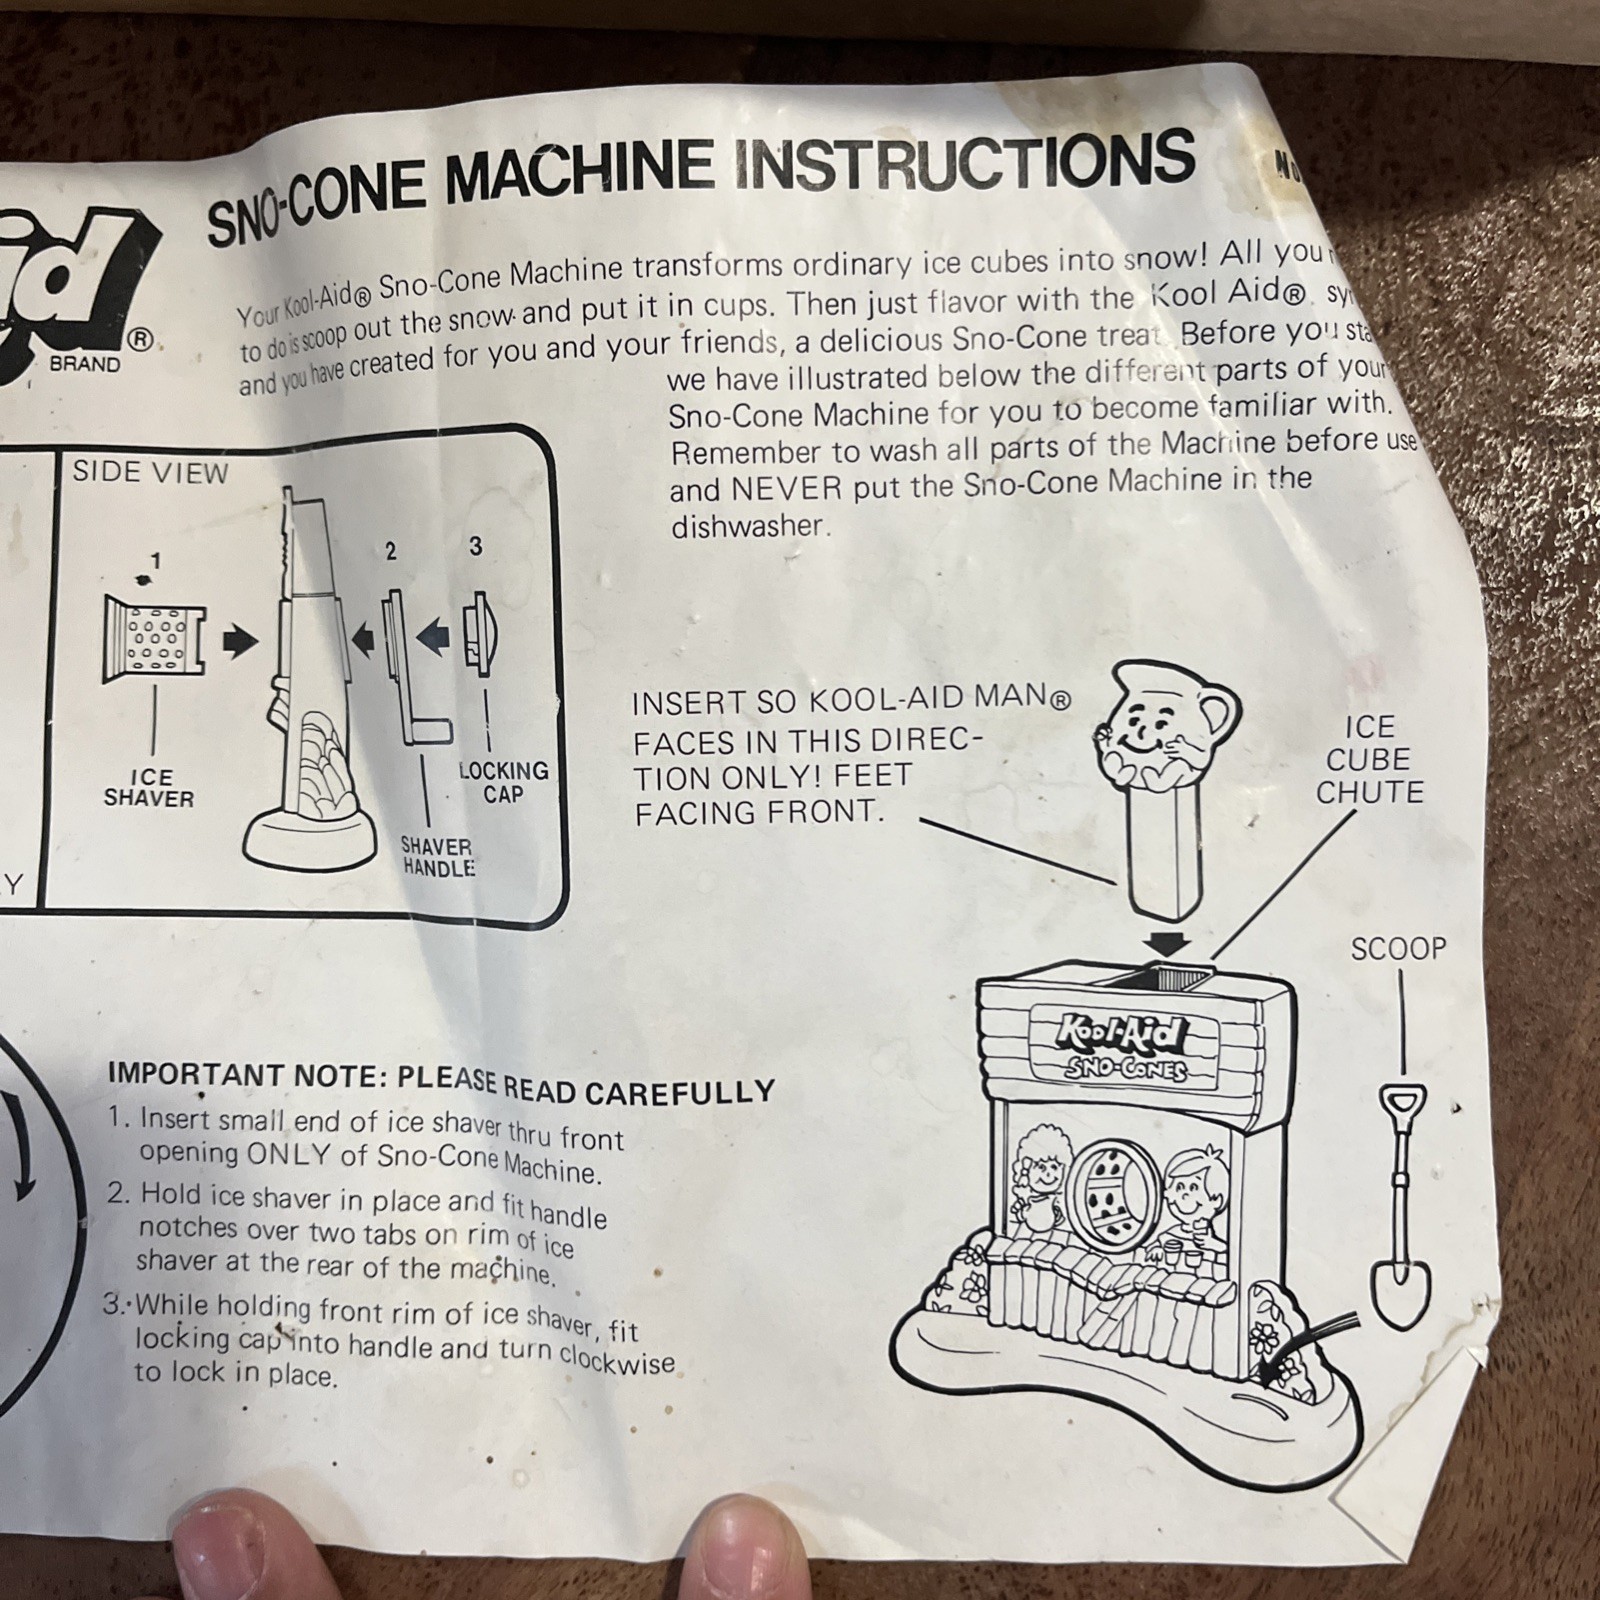 id®
BRAND
SNO-CONE MACHINE INSTRUCTIONS
No.
Your Kool-Aid® Sno-Cone Machine transforms ordinary ice cubes into snow! All you
to do is scoop out the snow and put it in cups. Then just flavor with the Kool Aid®
and you have created for you and your friends, a delicious Sno-Cone treat. Before you
we have illustrated below the different parts of your
Sno-Cone Machine for you to become familiar with.
Remember to wash all parts of the Machine before use
and NEVER put the Sno-Cone Machine in the
dishwasher.
SIDE VIEW
1
2
3
ICE
SHAVER
SHAVER
HANDLE
LOCKING
CAP
Y
INSERT SO KOOL-AID MAN®
FACES IN THIS DIREC-
TION ONLY! FEET
FACING FRONT.
ICE
CUBE
CHUTE
SCOOP
Kool-Aid
SNO-CONES
IMPORTANT NOTE: PLEASE READ CAREFULLY
1. Insert small end of ice shaver thru front
opening ONLY of Sno-Cone Machine.
2. Hold ice shaver in place and fit handle
notches over two tabs on rim of ice
shaver at the rear of the machine.
3. While holding front rim of ice shaver, fit
locking cap into handle and turn clockwise
to lock in place.